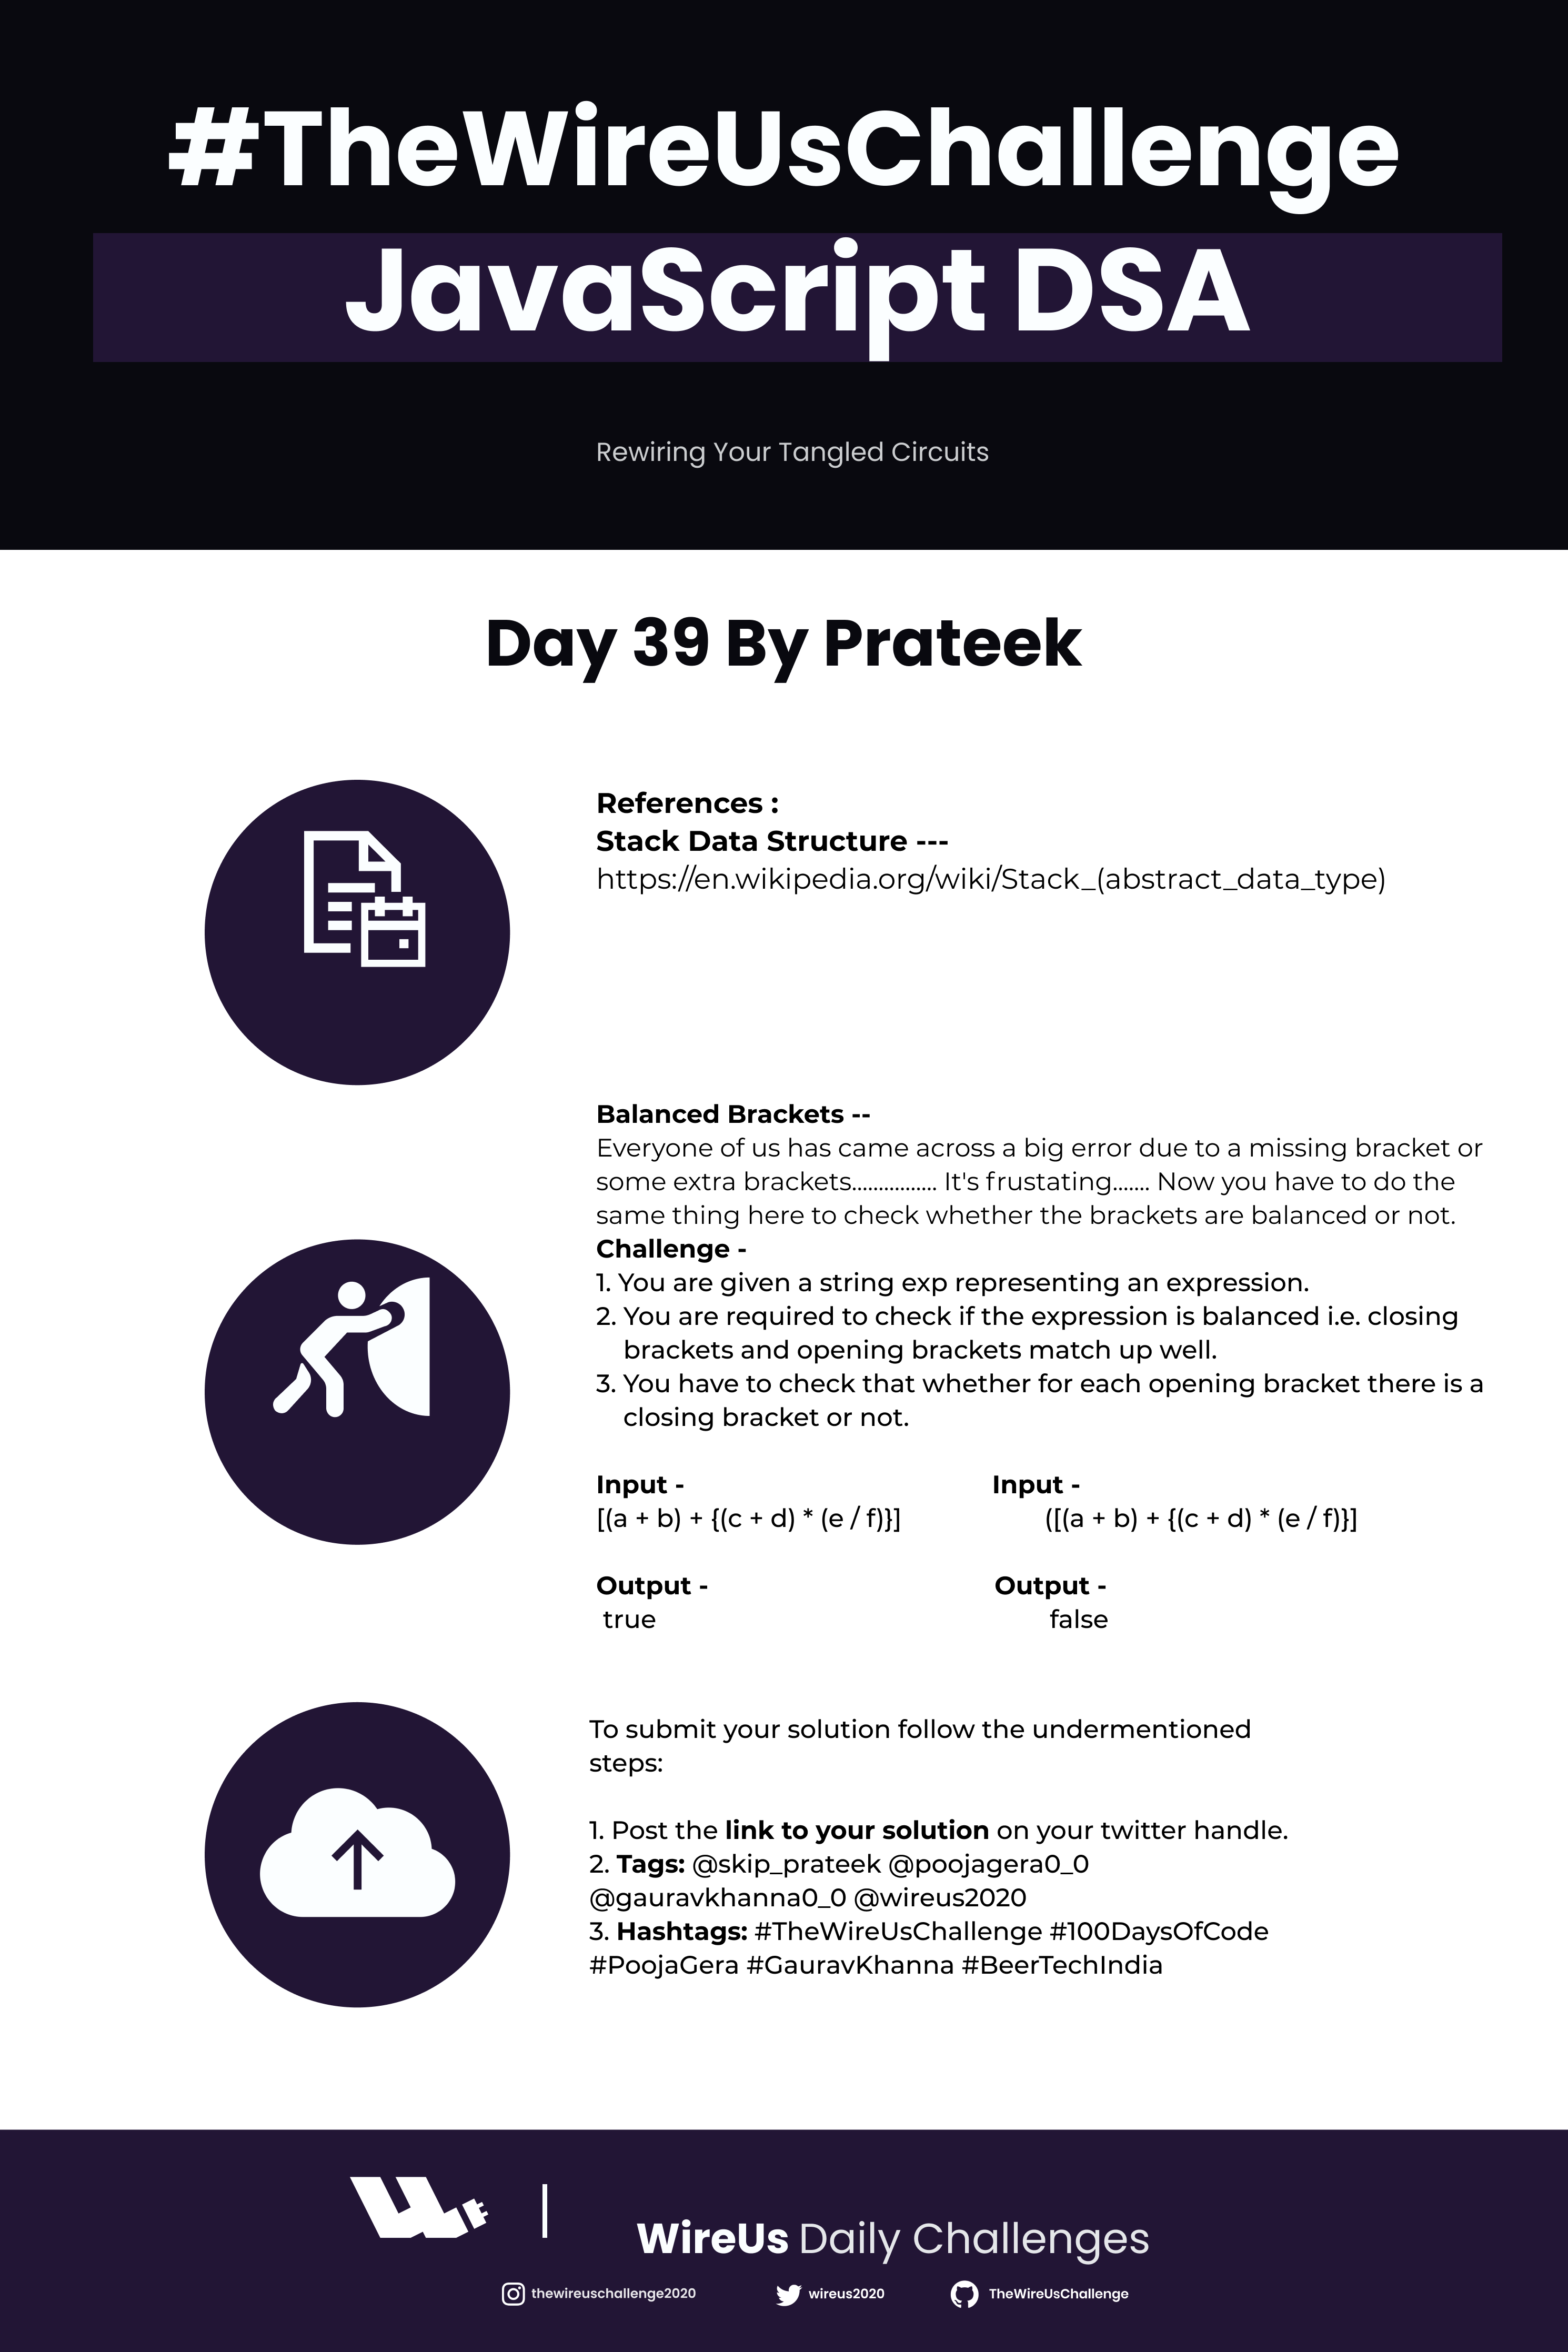 #TheWireUsChallenge
JavaScript DSA
Rewiring Your Tangled Circuits
Day 39 By Prateek
References :
Stack Data Structure ---
https://en.wikipedia.org/wiki/Stack_(abstract_data_type)
Balanced Brackets --
Everyone of us has came across a big error due to a missing bracket or
some extra brackets................ It's frustating....... Now you have to do the
same thing here to check whether the brackets are balanced or not.
Challenge -
1. You are given a string exp representing an expression.
2. You are required to check if the expression is balanced i.e. closing
brackets and opening brackets match up well.
3. You have to check that whether for each opening bracket there is a
closing bracket or not.
Input - Input -
[(a + b) + {(c + d) * (e / f)}] ([(a + b) + {(c + d) * (e / f)}]
Output - Output -
true false
To submit your solution follow the undermentioned
steps:
1. Post the link to your solution on your twitter handle.
2. Tags: @skip_prateek @poojagera0_0
@gauravkhanna0_0 @wireus2020
3. Hashtags: #TheWireUsChallenge #100DaysOfCode
#PoojaGera #GauravKhanna #BeerTechIndia
WireUs Daily Challenges
thewireuschallenge2020 wireus2020 TheWireUsChallenge